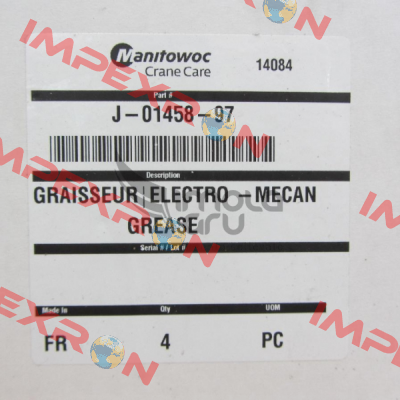 Manitowoc
Crane Care
14084
Part #
J-01458-97
Description
GRAISSEUR ELECTRO-MECAN
GREASE
Serial # / Lot #
Made In
Qty
UOM
FR
4
PC
IMPEXRON
IMPEXRON
IMPEXRON